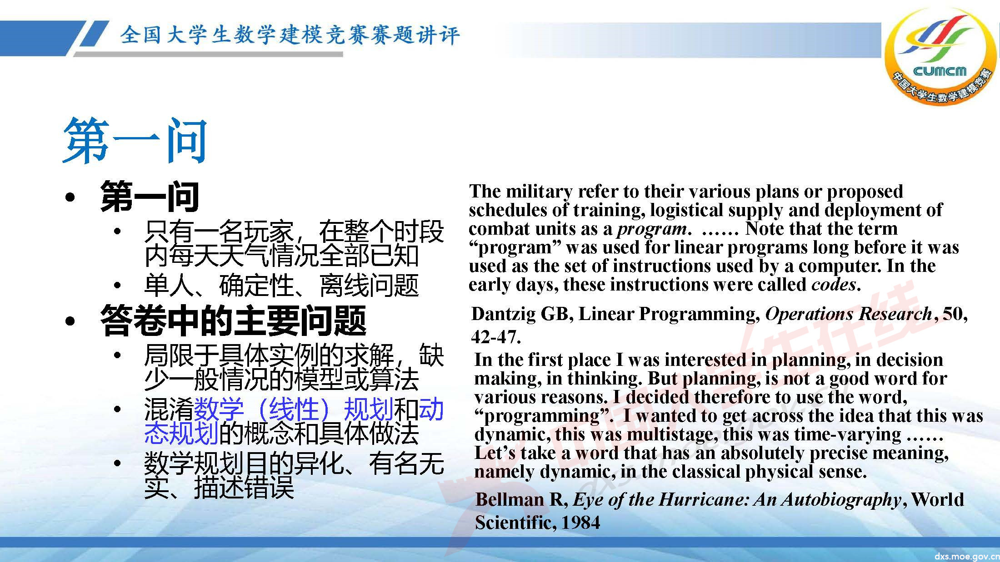 全国大学生数学建模竞赛赛题讲评
CUMCM
中国大学生数学建模竞赛
第一问
• 第一问
• 只有一名玩家，在整个时段
内每天天气情况全部已知
• 单人、确定性、离线问题
• 答卷中的主要问题
• 局限于具体实例的求解，缺
少一般情况的模型或算法
• 混淆数学（线性）规划和动
态规划的概念和具体做法
• 数学规划目的异化、有名无
实、描述错误
The military refer to their various plans or proposed
schedules of training, logistical supply and deployment of
combat units as a program. …… Note that the term
“program” was used for linear programs long before it was
used as the set of instructions used by a computer. In the
early days, these instructions were called codes.
Dantzig GB, Linear Programming, Operations Research, 50,
42-47.
In the first place I was interested in planning, in decision
making, in thinking. But planning, is not a good word for
various reasons. I decided therefore to use the word,
“programming”. I wanted to get across the idea that this was
dynamic, this was multistage, this was time-varying ……
Let’s take a word that has an absolutely precise meaning,
namely dynamic, in the classical physical sense.
Bellman R, Eye of the Hurricane: An Autobiography, World
Scientific, 1984
中国大学生在线
dxs.moe.gov.cn
dxs.moe.gov.cn